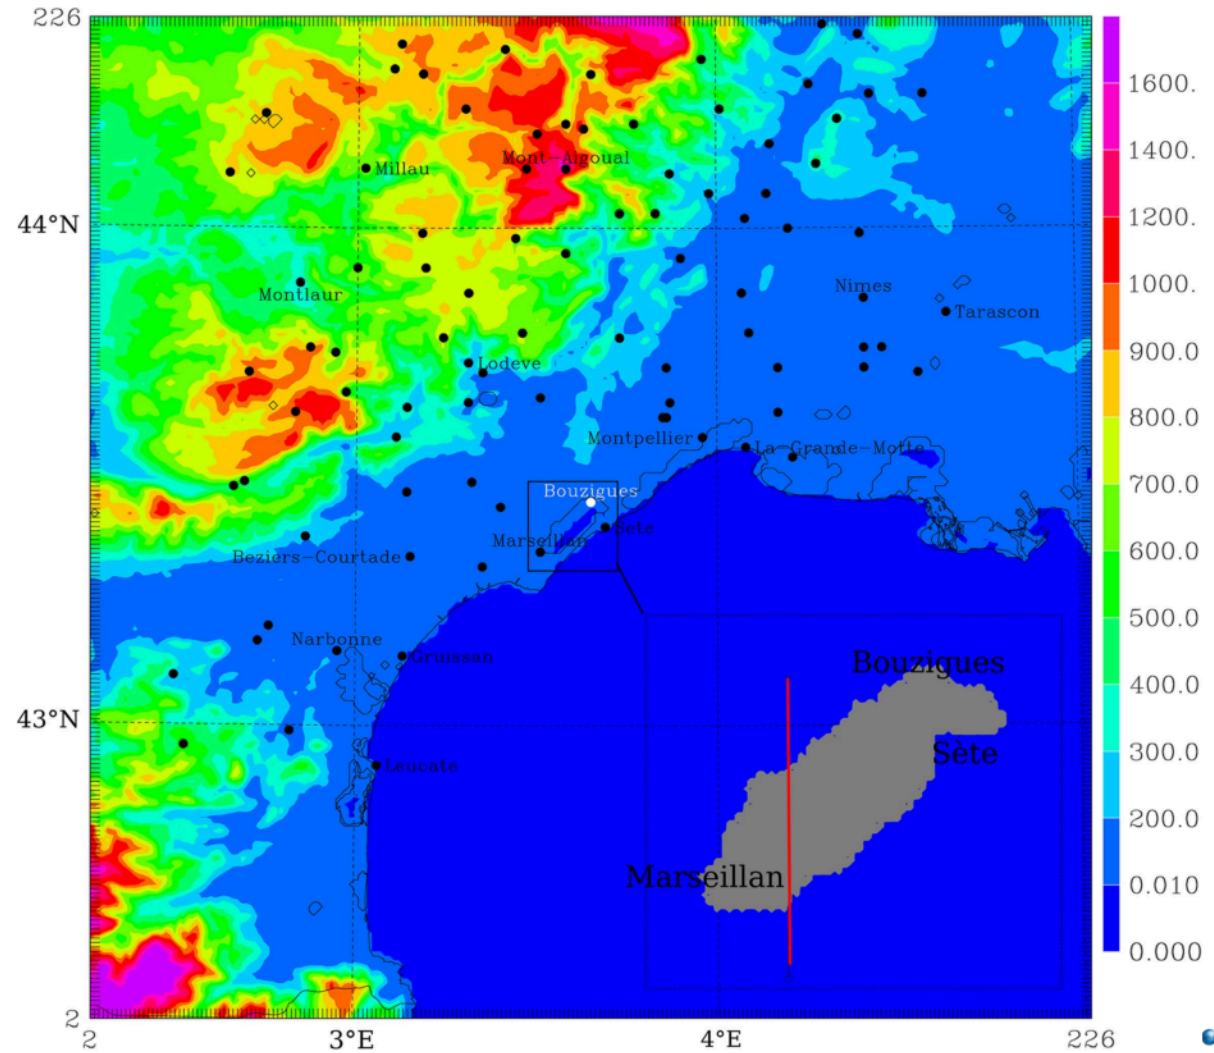 226
1600.
1400.
1200.
1000.
900.0
800.0
700.0
600.0
500.0
400.0
300.0
200.0
0.010
0.000
Mont-Aigoual
Millau
44°N
Montlaur
Nimes
Tarascon
Lodeve
Montpellier
La-Grande-Motte
Bouzigues
Sete
Marseillan
Beziers-Courtade
Narbonne
Gruissan
Bouzigues
43°N
Sète
Leucate
Marseillan
2
2
3°E
4°E
226